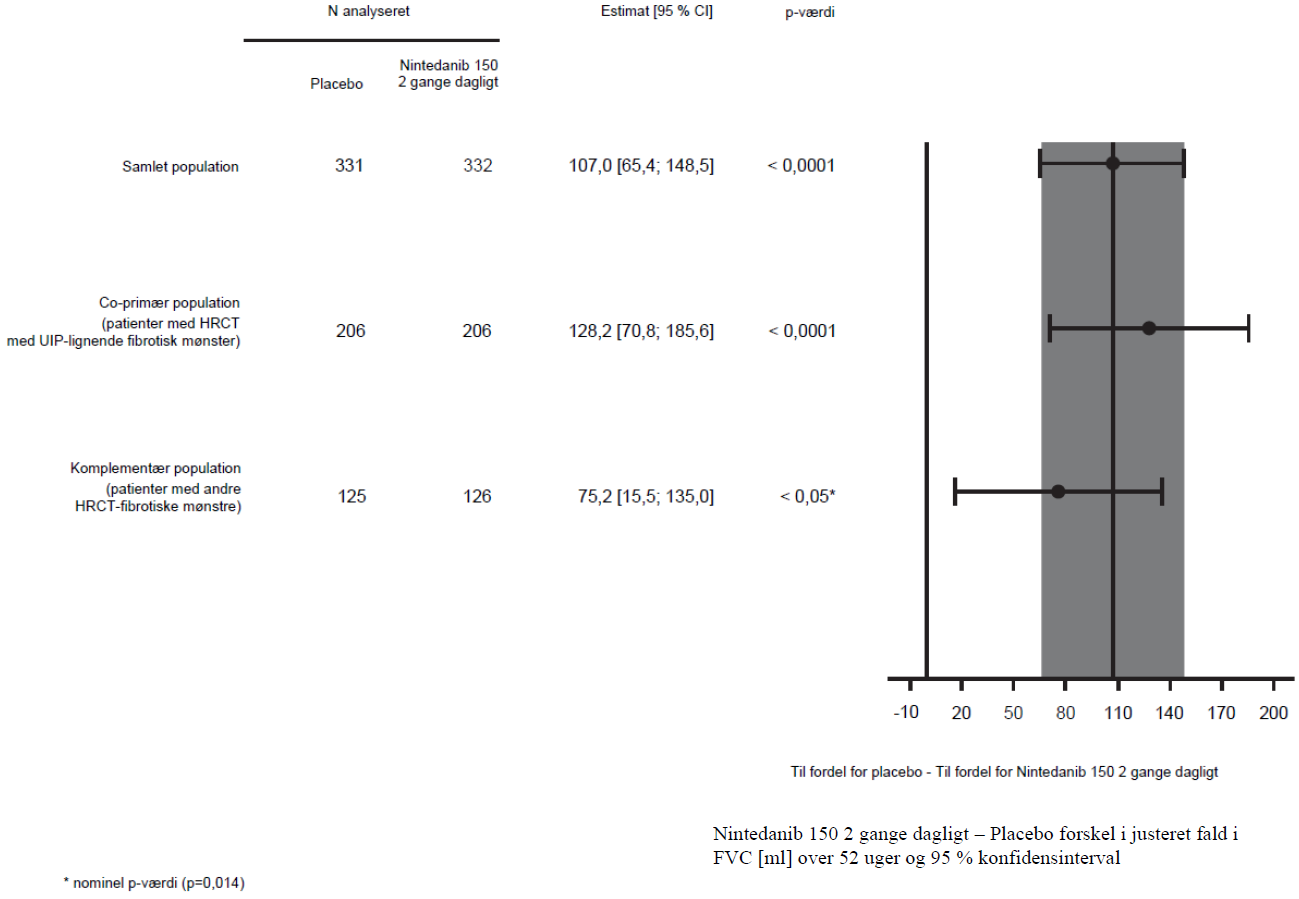 N analyseret Estimat [95 % CI] p-værdi
Placebo Nintedanib 150
2 gange dagligt
Samlet population 331 332 107,0 [65,4; 148,5] < 0,0001
Co-primær population
(patienter med HRCT
med UIP-lignende fibrotisk mønster) 206 206 128,2 [70,8; 185,6] < 0,0001
Komplementær population
(patienter med andre
HRCT-fibrotiske mønstre) 125 126 75,2 [15,5; 135,0] < 0,05*
-10 20 50 80 110 140 170 200
Til fordel for placebo - Til fordel for Nintedanib 150 2 gange dagligt
Nintedanib 150 2 gange dagligt – Placebo forskel i justeret fald i
FVC [ml] over 52 uger og 95 % konfidensinterval
* nominel p-værdi (p=0,014)